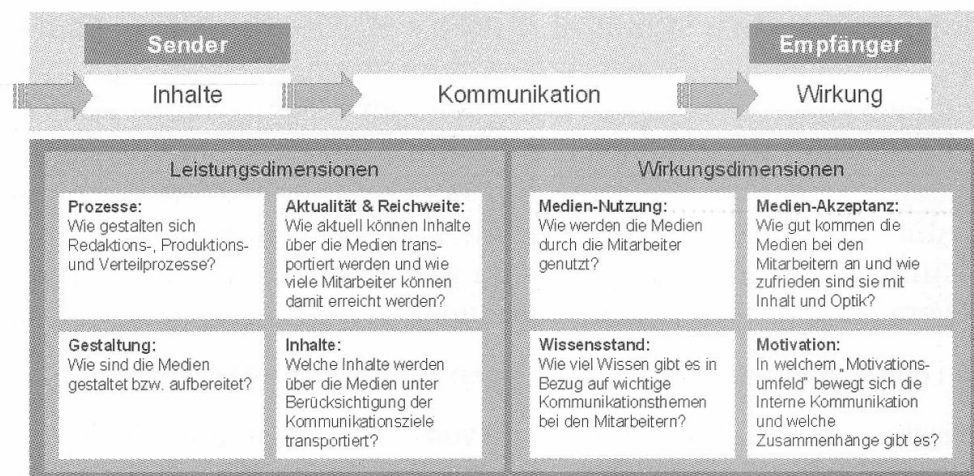 Sender
Empfänger
Inhalte
Kommunikation
Wirkung
Leistungsdimensionen
Prozesse:
Wie gestalten sich
Redaktions-, Produktions-
und Verteilprozesse?
Aktualität & Reichweite:
Wie aktuell können Inhalte
über die Medien trans-
portiert werden und wie
viele Mitarbeiter können
damit erreicht werden?
Gestaltung:
Wie sind die Medien
gestaltet bzw. aufbereitet?
Inhalte:
Welche Inhalte werden
über die Medien unter
Berücksichtigung der
Kommunikationsziele
transportiert?
Wirkungsdimensionen
Medien-Nutzung:
Wie werden die Medien
durch die Mitarbeiter
genutzt?
Medien-Akzeptanz:
Wie gut kommen die
Medien bei den
Mitarbeitern an und wie
zufrieden sind sie mit
Inhalt und Optik?
Wissensstand:
Wie viel Wissen gibt es in
Bezug auf wichtige
Kommunikationsthemen
bei den Mitarbeitern?
Motivation:
In welchem „Motivations-
umfeld" bewegt sich die
Interne Kommunikation
und welche
Zusammenhänge gibt es?